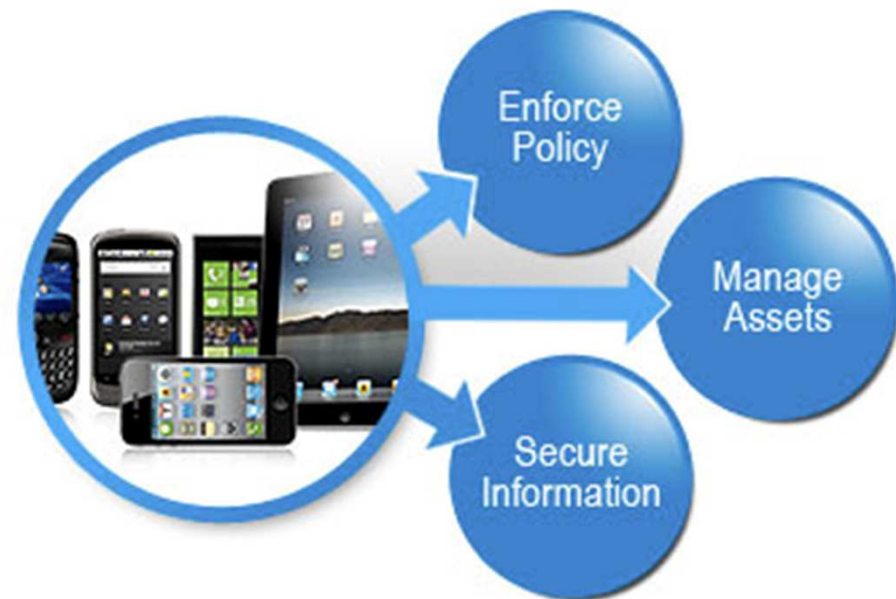 Enforce
Policy
Manage
Assets
Secure
Information